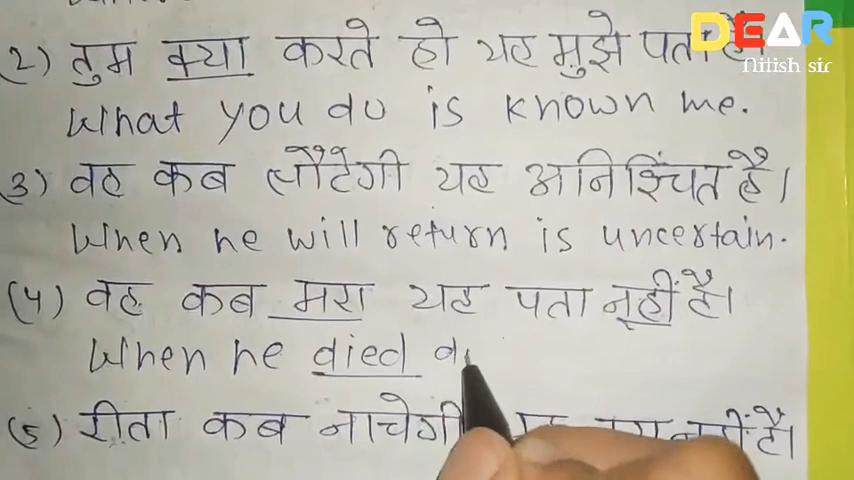 DEAR
Nitish sir
(2) तुम क्या करते हो यह मुझे पता है
What you do is known me.
(3) वह कब लौटेगी यह अनिश्चित है।
When he will return is uncertain.
(4) वह कब मरा यह पता नहीं है।
When he died
(5) रीता कब नाचेगी नहीं है।